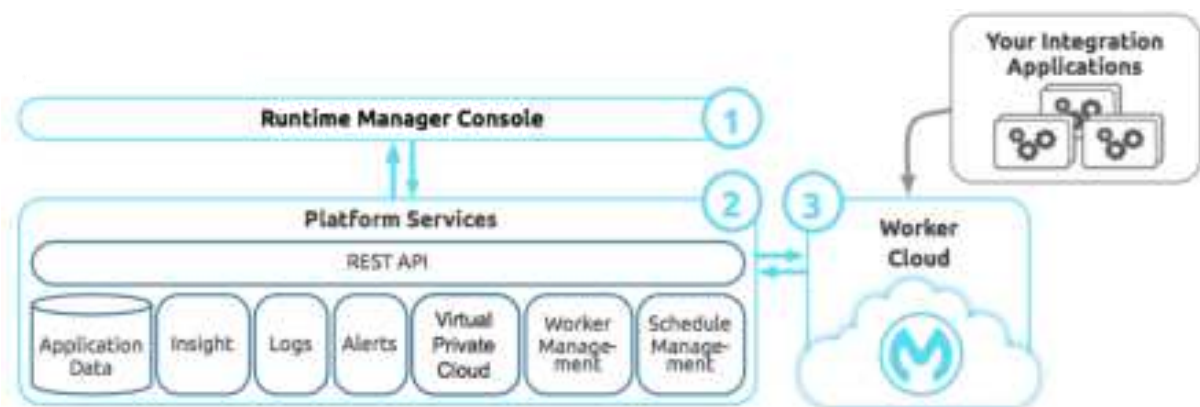 Your Integration
Applications
Runtime Manager Console
1
Platform Services
2
3
Worker
Cloud
REST API
Application
Data
Insight
Logs
Alerts
Virtual
Private
Cloud
Worker
Manage-
ment
Schedule
Manage-
ment